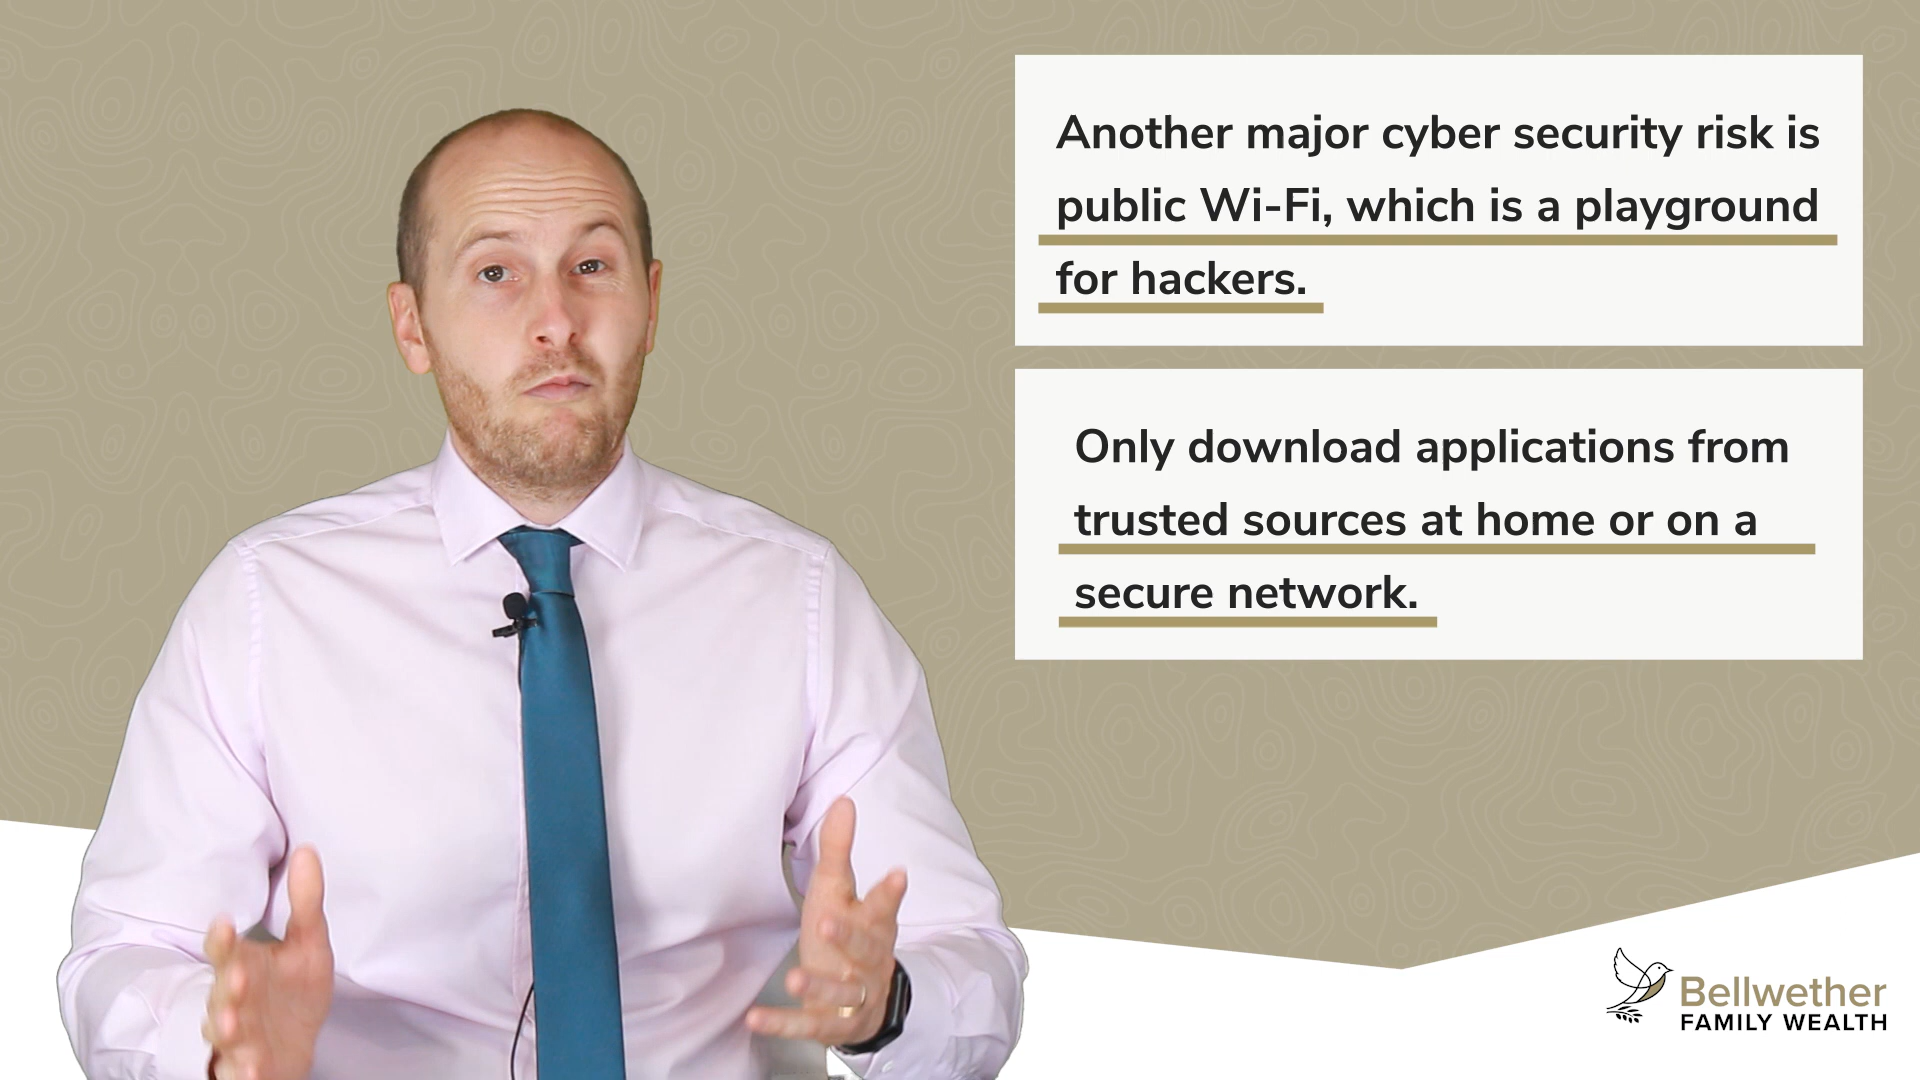 Another major cyber security risk is
public Wi-Fi, which is a playground
for hackers.
Only download applications from
trusted sources at home or on a
secure network.
Bellwether
FAMILY WEALTH